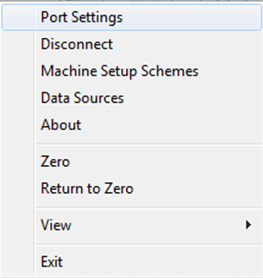 Port Settings
Disconnect
Machine Setup Schemes
Data Sources
About
Zero
Return to Zero
View
Exit